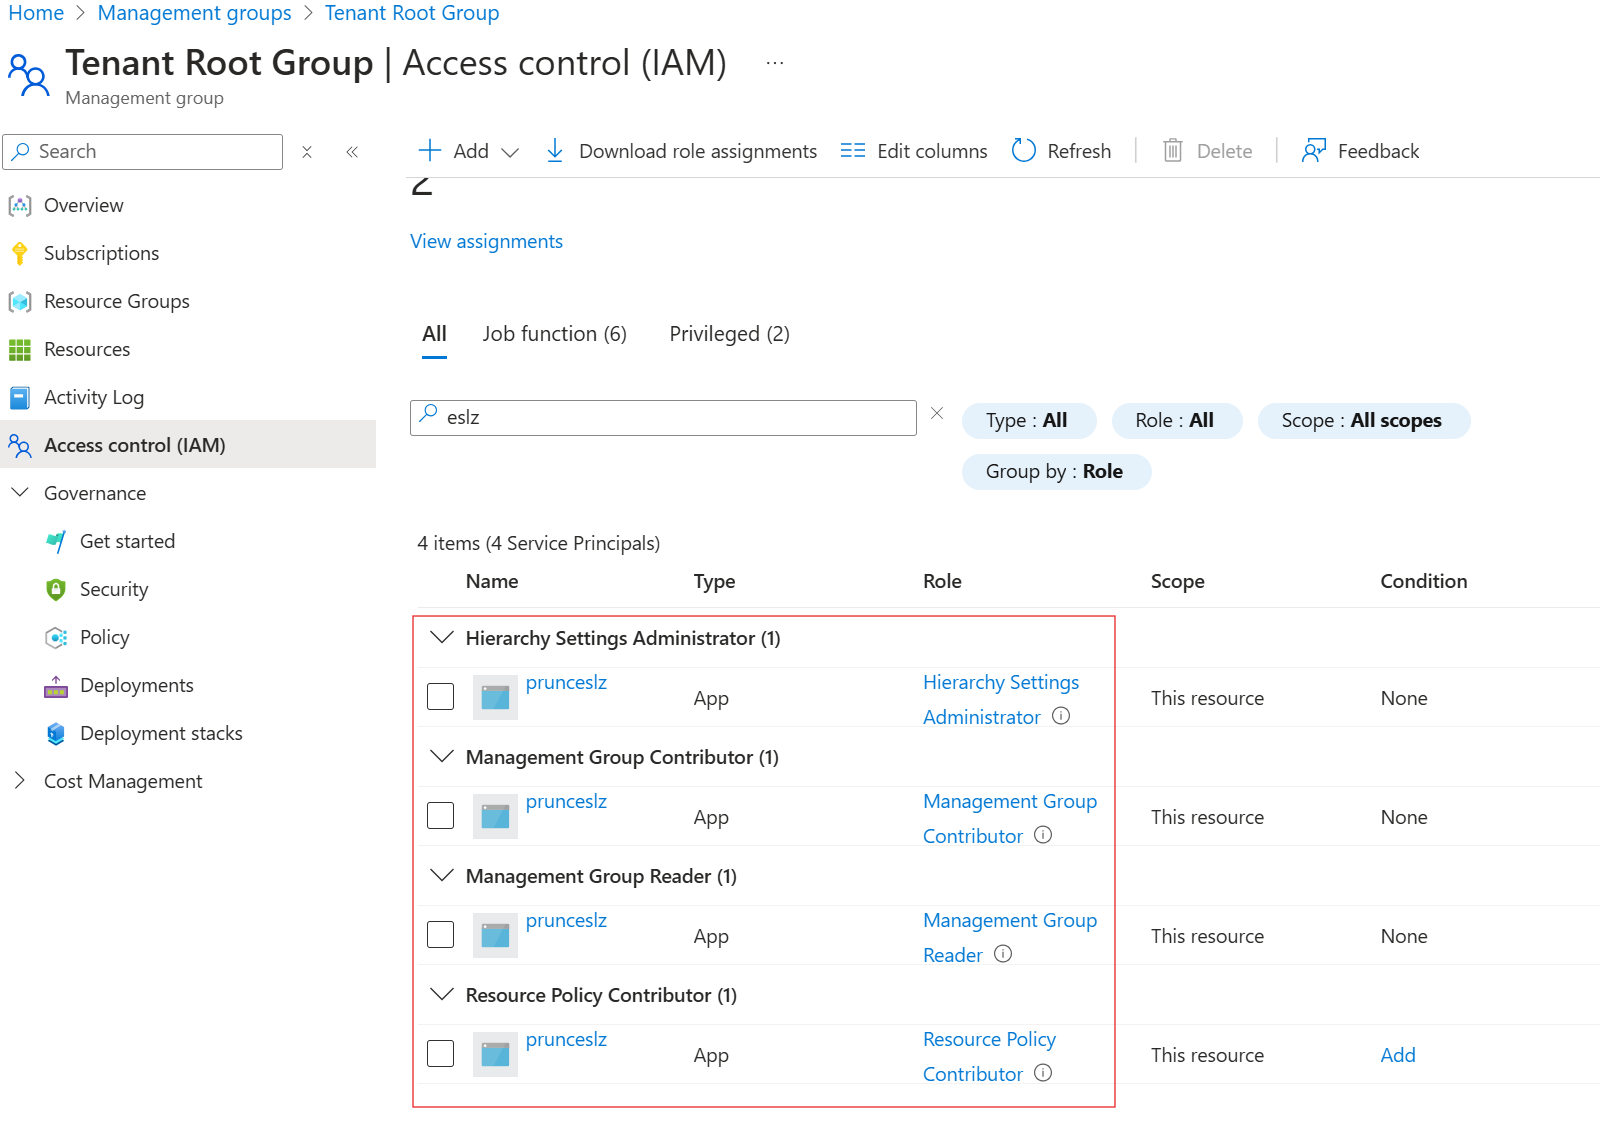 Home > Management groups > Tenant Root Group
Tenant Root Group | Access control (IAM) ...
Management group
Search
Add
Download role assignments
Edit columns
Refresh
Delete
Feedback
Overview
Subscriptions
Resource Groups
Resources
Activity Log
Access control (IAM)
Governance
Get started
Security
Policy
Deployments
Deployment stacks
Cost Management
2
View assignments
All Job function (6) Privileged (2)
eslz
Type : All Role : All Scope : All scopes
Group by : Role
4 items (4 Service Principals)
Name Type Role Scope Condition
Hierarchy Settings Administrator (1)
prunceslz App Hierarchy Settings This resource None
Administrator
Management Group Contributor (1)
prunceslz App Management Group This resource None
Contributor
Management Group Reader (1)
prunceslz App Management Group This resource None
Reader
Resource Policy Contributor (1)
prunceslz App Resource Policy This resource Add
Contributor